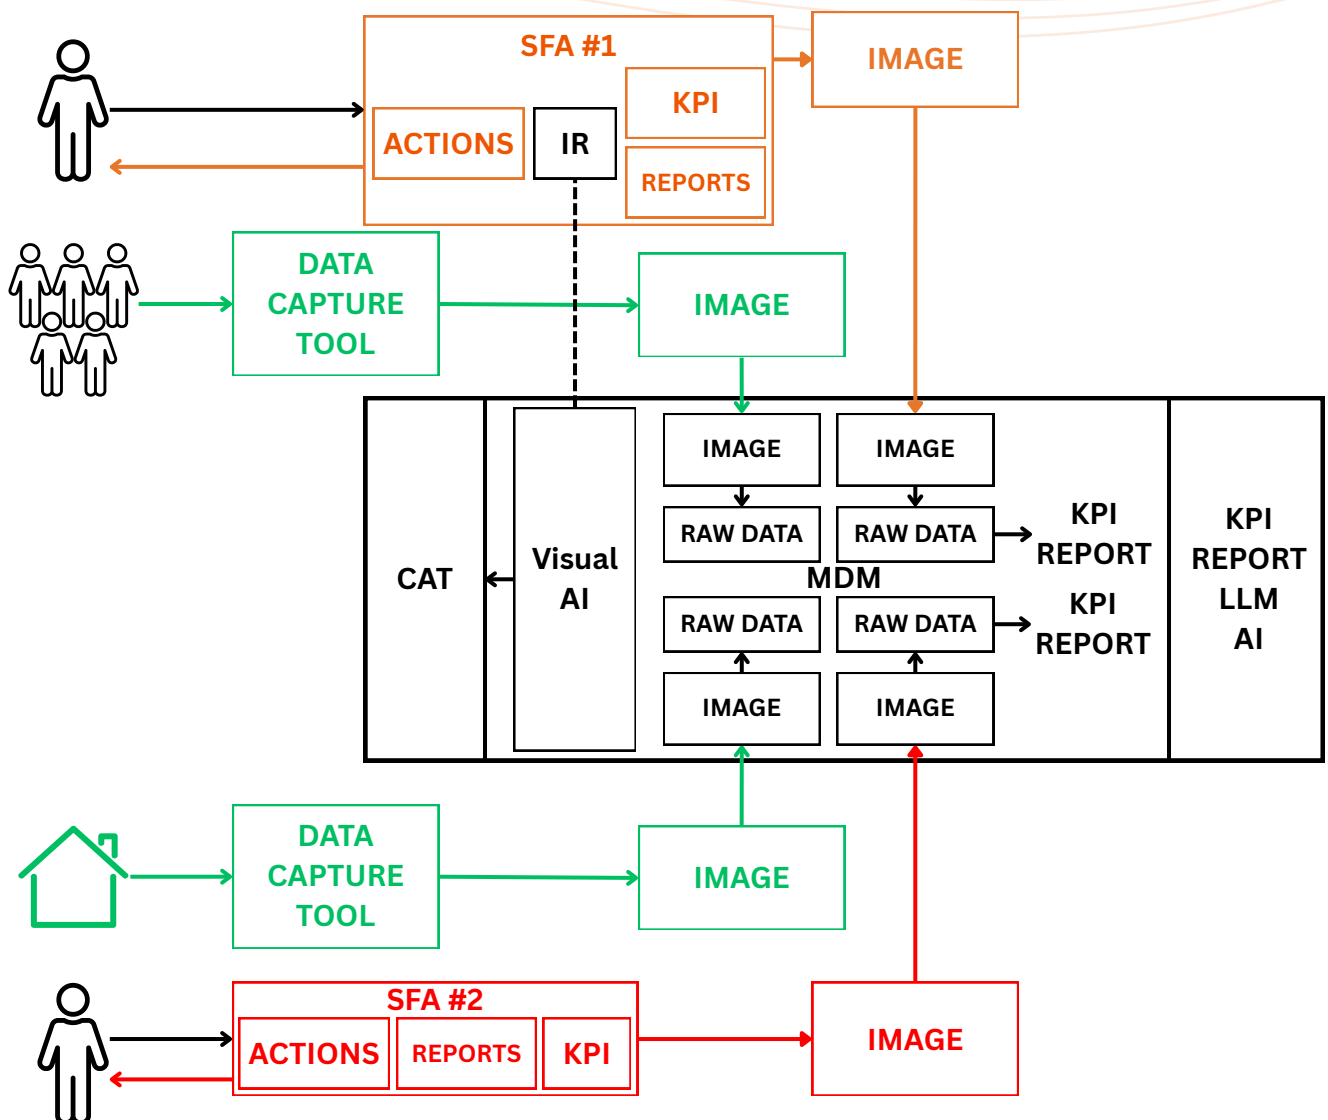 SFA #1
IMAGE
KPI
ACTIONS
IR
REPORTS
DATA
CAPTURE
TOOL
IMAGE
IMAGE
IMAGE
RAW DATA
RAW DATA
KPI
REPORT
CAT
Visual
AI
MDM
KPI
REPORT
LLM
AI
RAW DATA
RAW DATA
KPI
REPORT
IMAGE
IMAGE
DATA
CAPTURE
TOOL
IMAGE
SFA #2
ACTIONS
REPORTS
KPI
IMAGE